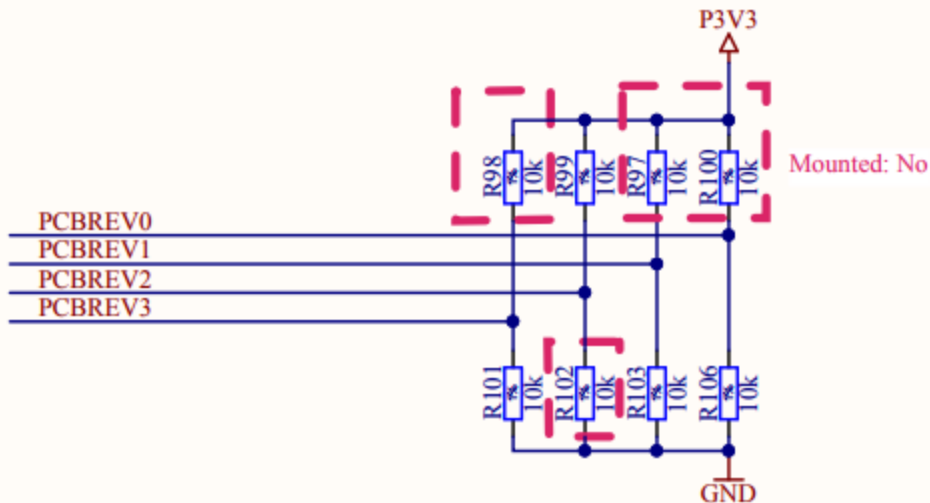 P3V3
R98 10k R99 10k R97 10k R100 10k
Mounted: No
PCBREV0
PCBREV1
PCBREV2
PCBREV3
R101 10k R102 10k R103 10k R106 10k
GND